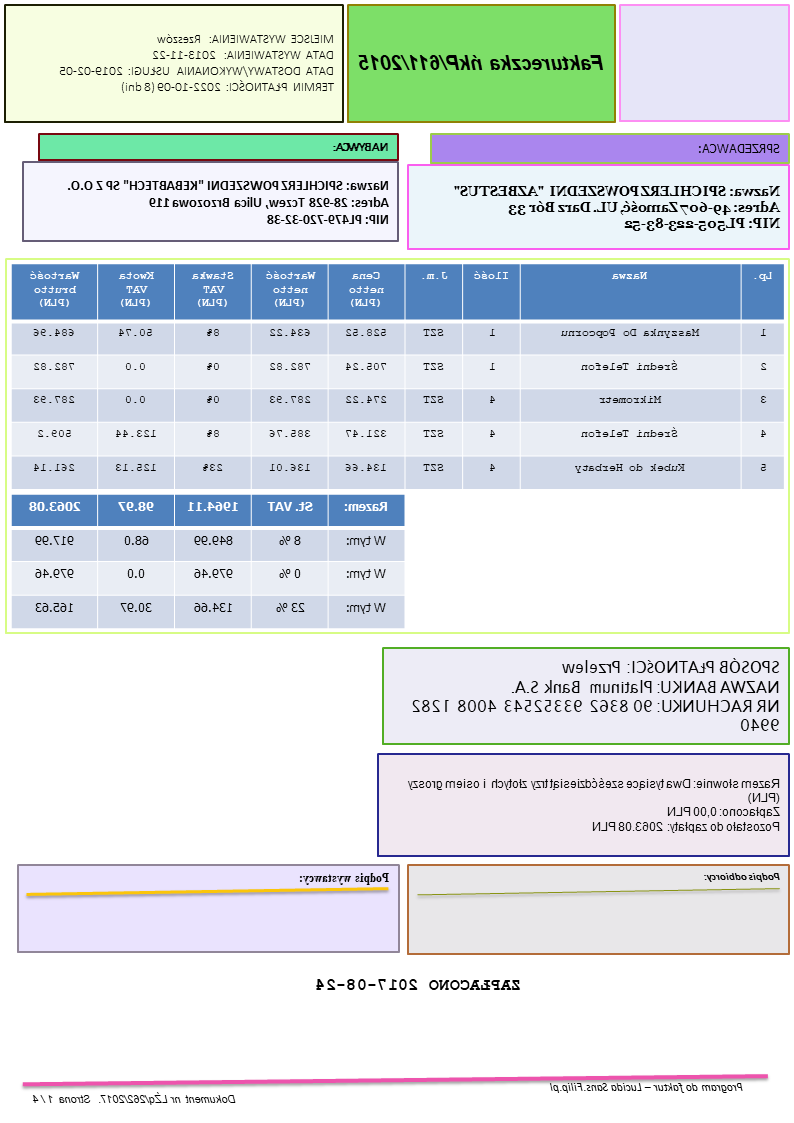 MIEJSCE WYSTAWIENIA: Rzeszów
DATA WYSTAWIENIA: 2013-11-22
DATA DOSTAWY/WYKONANIA USŁUGI: 2019-02-05
TERMIN PŁATNOŚCI: 2022-10-09 (8 dni)
Faktureczka ńkP/611/2015
SPRZEDAWCA:
Nazwa: SPICHLERZ POWSZEDNI "AZBESTUS"
Adres: 49-607 Zamość, UL. Darz Bór 33
NIP: PL505-223-83-52
NABYWCA:
Nazwa: SPICHLERZ POWSZEDNI "KEBABTECH" SP Z O.O.
Adres: 28-928 Tczew, Ulica Brzozowa 119
NIP: PL479-720-32-38
Lp. Nazwa Ilość J.m. Cena netto (PLN) Wartość netto (PLN) Stawka VAT (PLN) Kwota VAT (PLN) Wartość brutto (PLN)
1 Maszynka Do Popcornu 1 SZT 528.52 634.22 8% 50.74 684.96
2 Średni Telefon 1 SZT 705.24 782.82 0% 0.0 782.82
3 Mikrometr 4 SZT 274.22 287.93 0% 0.0 287.93
4 Średni Telefon 4 SZT 321.47 385.76 8% 123.44 509.2
5 Kubek do Herbaty 4 SZT 134.66 136.01 23% 125.13 261.14
Razem: St. VAT 1964.11 98.97 2063.08
W tym: 8 % 849.99 68.0 917.99
W tym: 0 % 979.46 0.0 979.46
W tym: 23 % 134.66 30.97 165.63
SPOSÓB PŁATNOŚCI: Przelew
NAZWA BANKU: Platinum Bank S.A.
NR RACHUNKU: 90 8362 93352543 4008 1282
9940
Razem słownie: Dwa tysiące sześćdziesiąt trzy złotych i osiem groszy
(PLN)
Zapłacono: 0,00 PLN
Pozostało do zapłaty: 2063.08 PLN
Podpis odbiorcy:
Podpis wystawcy:
ZAPŁACONO 2017-08-24
Program do faktur – Lucida Sans.Filip.pl
Dokument nr ŁŻq/262/2017. Strona 1 / 4